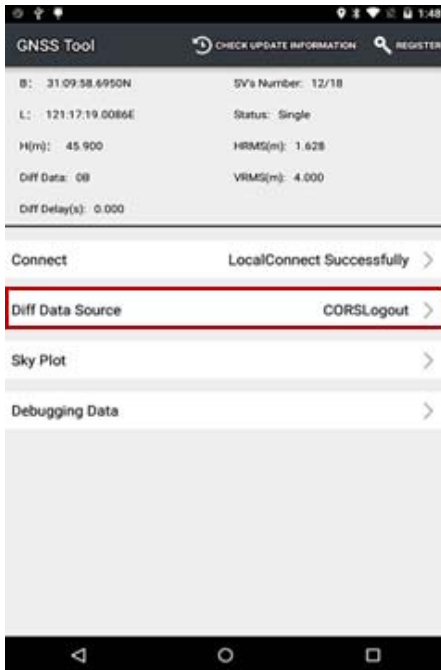 1:48
GNSS Tool CHECK UPDATE INFORMATION REGISTER
B: 31:09:58.6950N SV's Number: 12/18
L: 121:17:19.0086E Status: Single
H(m): 45.900 HRMS(m): 1.628
Diff Data: 0B VRMS(m): 4.000
Diff Delay(s): 0.000
Connect LocalConnect Successfully
Diff Data Source CORSLogout
Sky Plot
Debugging Data